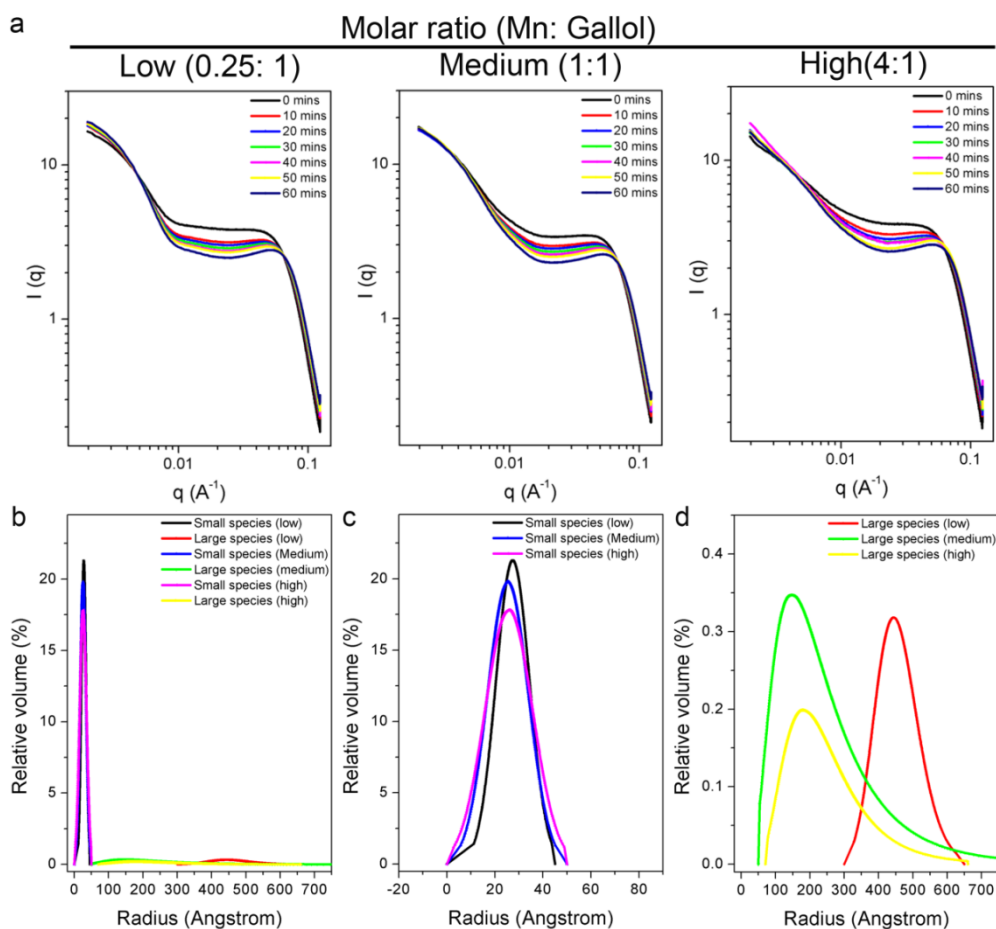 a
Molar ratio (Mn: Gallol)
Low (0.25: 1)
Medium (1:1)
High(4:1)
0 mins
10 mins
20 mins
30 mins
40 mins
50 mins
60 mins
10
1
I (q)
0.01
0.1
q (A⁻¹)
0 mins
10 mins
20 mins
30 mins
40 mins
50 mins
60 mins
10
1
I (q)
0.01
0.1
q (A⁻¹)
0 mins
10 mins
20 mins
30 mins
40 mins
50 mins
60 mins
10
1
I (q)
0.01
0.1
q (A⁻¹)
b
Small species (low)
Large species (low)
Small species (Medium)
Large species (medium)
Small species (high)
Large species (high)
20
15
10
5
0
Relative volume (%)
0
200
400
600
Radius (Angstrom)
c
Small species (low)
Small species (Medium)
Small species (high)
20
15
10
5
0
Relative volume (%)
-20
0
20
40
60
Radius (Angstrom)
d
Large species (low)
Large species (medium)
Large species (high)
0.4
0.3
0.2
0.1
0.0
Relative volume (%)
0
100
200
300
400
500
600
700
Radius (Angstrom)